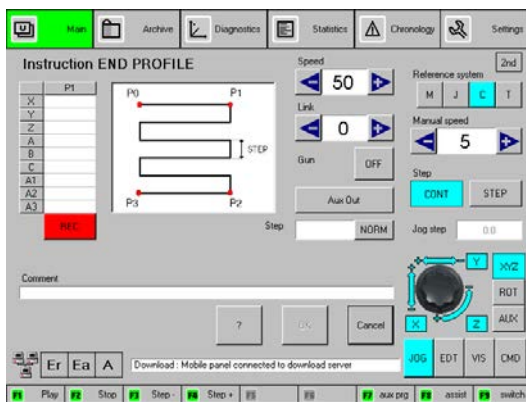 Main Archive Diagnostics Statistics Chronology Settings
Instruction END PROFILE
Speed
2nd
Reference system
P1
P0 P1
50
M J C T
X
Y
Z
A
B
C
A1
A2
A3
Link
0
Manual speed
5
STEP
Gun OFF
Step
CONT STEP
Aux Out
P3 P2
REC
Step NORM
Jog step 0.0
Comment
Y XYZ
ROT
X Z AUX
? OK Cancel
JOG EDT VIS CMD
Er Ea A Download : Mobile panel connected to download server
F1 Play F2 Stop F3 Step - F4 Step + F5 F6 F7 aux prg F8 assist F9 switch